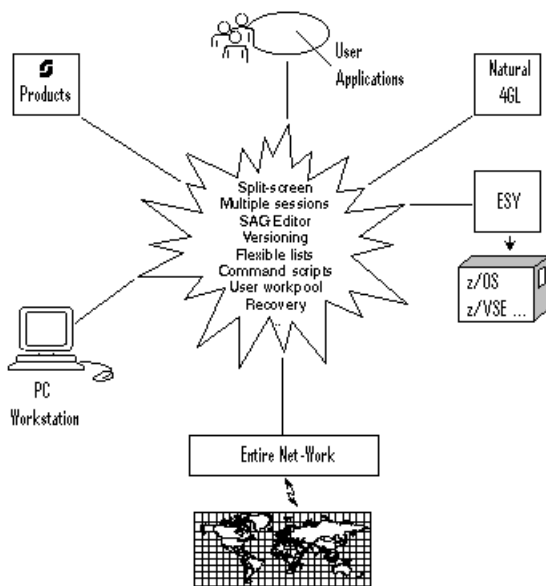 User
Applications
Products
Natural
4GL
Split-screen
Multiple sessions
SAG Editor
Versioning
Flexible lists
Command scripts
User workpool
Recovery
...
ESY
z/OS
z/VSE ...
PC
Workstation
Entire Net-Work